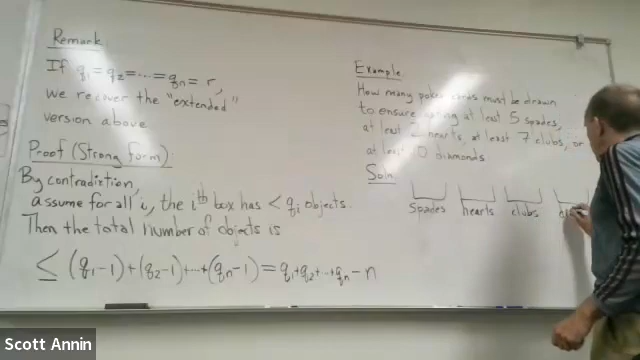 Remark
If q₁ = q₂ = ... = qₙ = r,
we recover the "extended"
version above
Proof (Strong form)
By contradiction,
assume for all i, the iᵗʰ box has < qᵢ objects.
Then the total number of objects is
≤ (q₁-1)+(q₂-1)+...+(qₙ-1) = q₁+q₂+...+qₙ-n
Example
How many poker cards must be drawn
to ensure at least 5 spades,
at least hearts, at least 7 clubs, or
at least diamonds
Soln
spades hearts clubs
Scott Annin